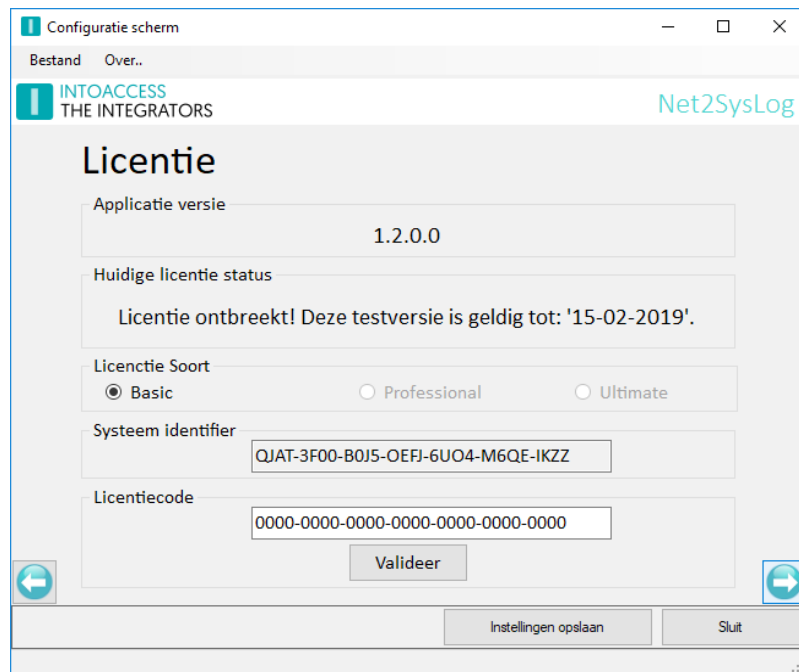 Configuratie scherm
Bestand Over..
INTOACCESS
THE INTEGRATORS
Net2SysLog
Licentie
Applicatie versie
1.2.0.0
Huidige licentie status
Licentie ontbreekt! Deze testversie is geldig tot: '15-02-2019'.
Licenctie Soort
Basic Professional Ultimate
Systeem identifier
QJAT-3F00-B0J5-OEFJ-6UO4-M6QE-IKZZ
Licentiecode
0000-0000-0000-0000-0000-0000-0000
Valideer
Instellingen opslaan Sluit